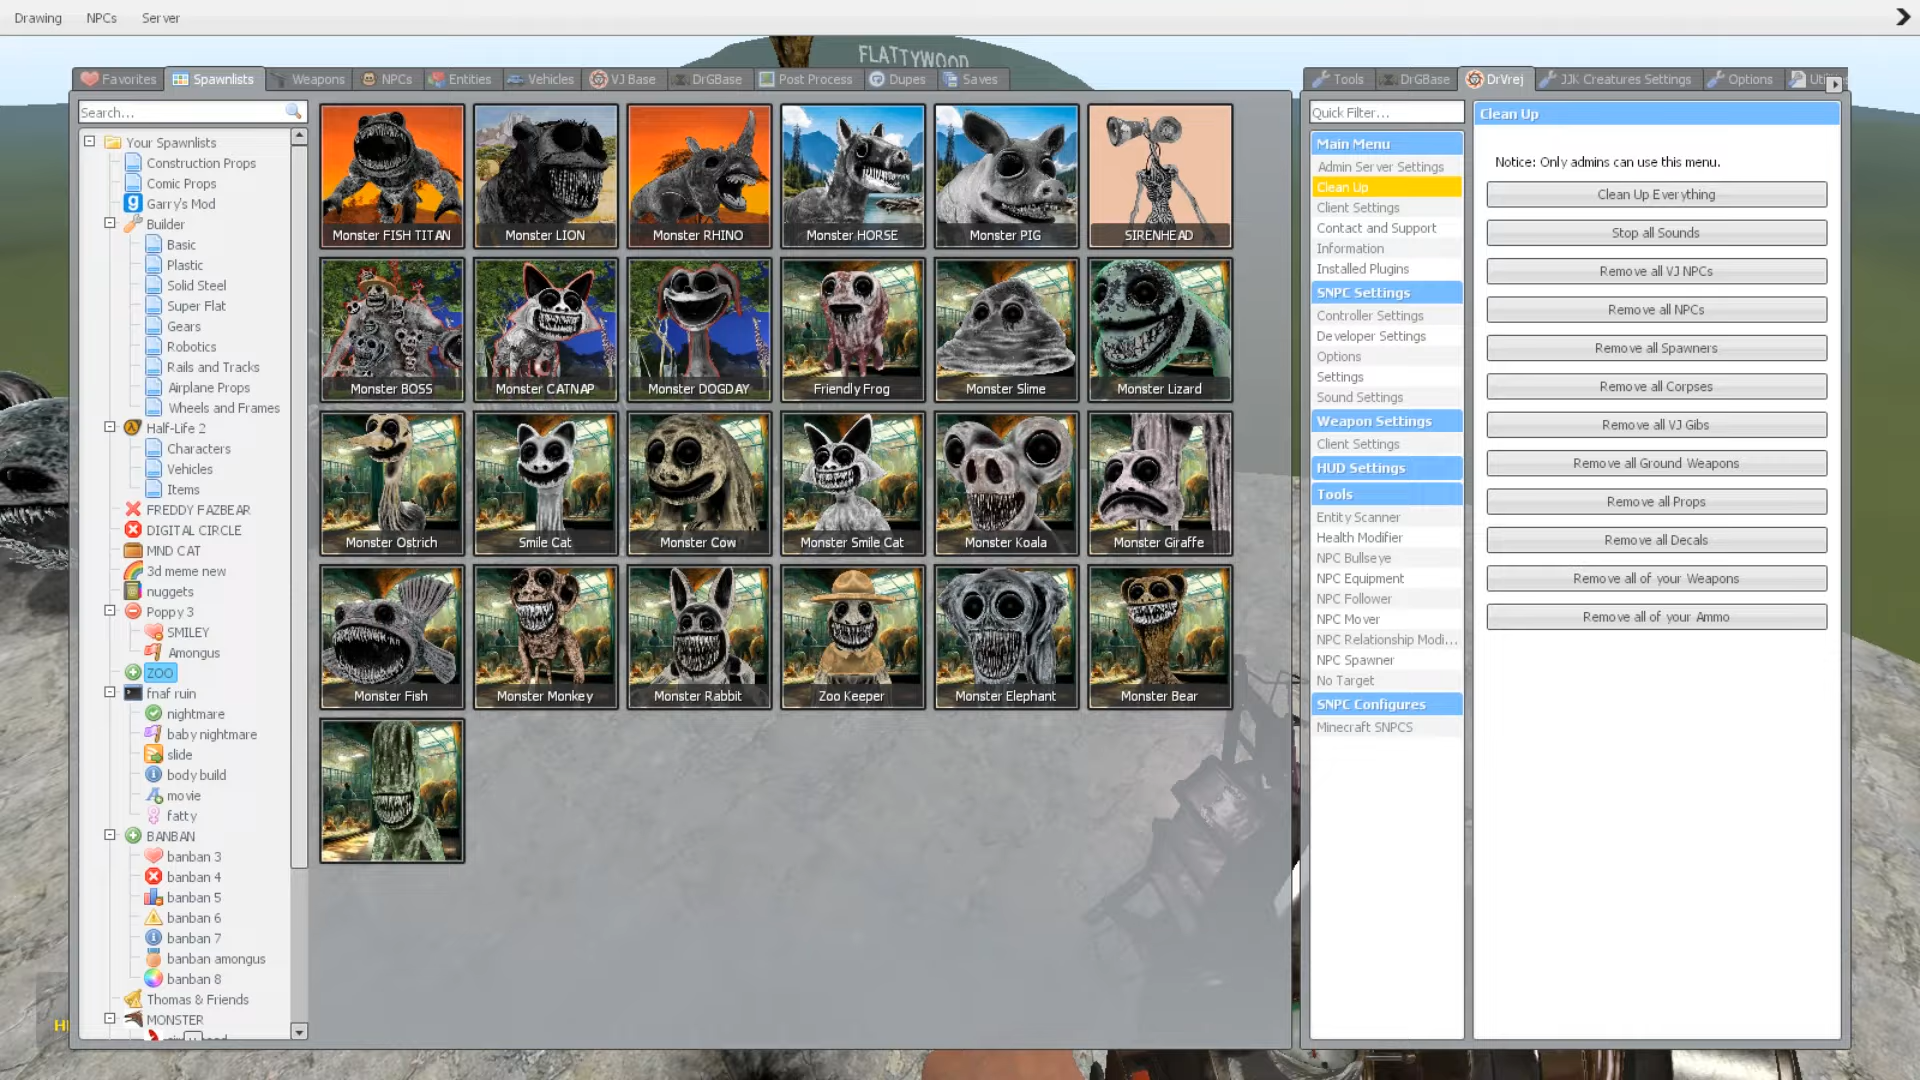 Drawing NPCs Server
FLATTYWOOD
Favorites Spawnlists Weapons NPCs Entities Vehicles VJ Base DrGBase Post Process Dupes Saves
Tools DrGBase DrVrej JJK Creatures Settings Options
Search...
Your Spawnlists
Construction Props
Comic Props
Garry's Mod
Builder
Basic
Plastic
Solid Steel
Super Flat
Gears
Robotics
Rails and Tracks
Airplane Props
Wheels and Frames
Half-Life 2
Characters
Vehicles
Items
FREDDY FAZBEAR
DIGITAL CIRCLE
MND CAT
3d meme new
nuggets
Poppy 3
SMILEY
Amongus
ZOO
fnaf ruin
nightmare
baby nightmare
slide
body build
movie
fatty
BANBAN
banban 3
banban 4
banban 5
banban 6
banban 7
banban amongus
banban 8
Thomas & Friends
MONSTER
Monster FISH TITAN
Monster LION
Monster RHINO
Monster HORSE
Monster PIG
SIRENHEAD
Monster BOSS
Monster CATNAP
Monster DOGDAY
Friendly Frog
Monster Slime
Monster Lizard
Monster Ostrich
Smile Cat
Monster Cow
Monster Smile Cat
Monster Koala
Monster Giraffe
Monster Fish
Monster Monkey
Monster Rabbit
Zoo Keeper
Monster Elephant
Monster Bear
Quick Filter...
Main Menu
Admin Server Settings
Clean Up
Client Settings
Contact and Support
Information
Installed Plugins
SNPC Settings
Controller Settings
Developer Settings
Options
Settings
Sound Settings
Weapon Settings
Client Settings
HUD Settings
Tools
Entity Scanner
Health Modifier
NPC Bullseye
NPC Equipment
NPC Follower
NPC Mover
NPC Relationship Modi...
NPC Spawner
No Target
SNPC Configures
Minecraft SNPCS
Clean Up
Notice: Only admins can use this menu.
Clean Up Everything
Stop all Sounds
Remove all VJ NPCs
Remove all NPCs
Remove all Spawners
Remove all Corpses
Remove all VJ Gibs
Remove all Ground Weapons
Remove all Props
Remove all Decals
Remove all of your Weapons
Remove all of your Ammo